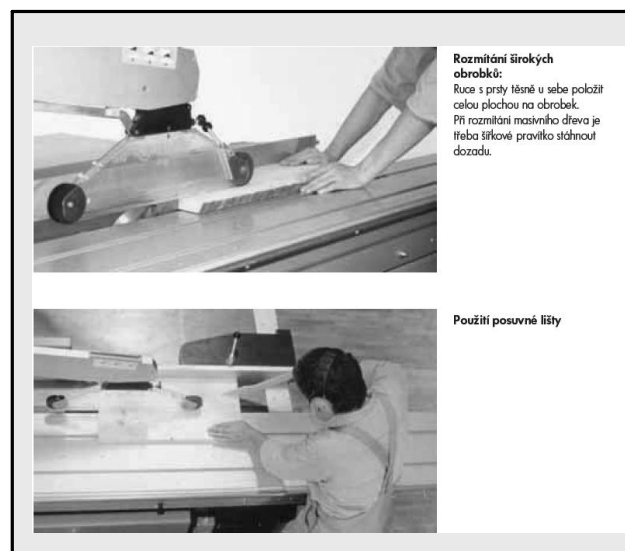 Rozmítání širokých
obrobků:
Ruce s prsty těsně u sebe položit
celou plochou na obrobek.
Při rozmítání masivního dřeva je
třeba šířkové pravítko stáhnout
dozadu.
Použití posuvné lišty